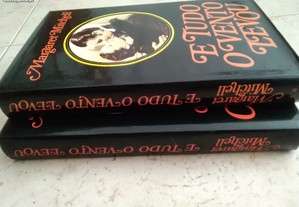 Margaret Mitchell
E TUDO
O VENTO
LEVOU
Margaret
Mitchell
E TUDO O VENTO LEVOU
Margaret
Mitchell
E TUDO O VENTO LEVOU